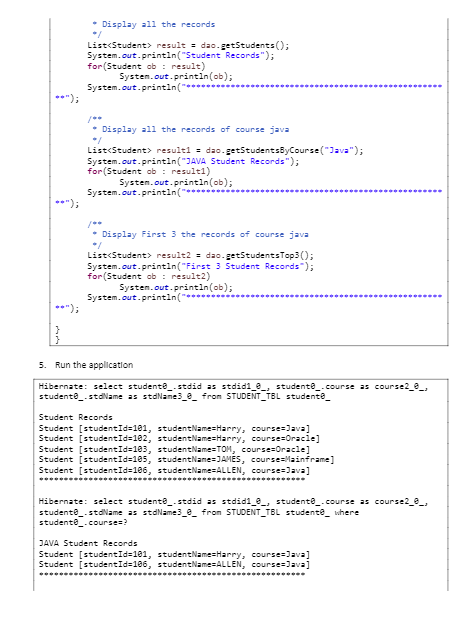 * Display all the records
*/
List<Student> result = dao.getStudents();
System.out.println("Student Records");
for(Student ob : result)
System.out.println(ob);
System.out.println("***************************************************
**");
/**
* Display all the records of course java
*/
List<Student> result1 = dao.getStudentsByCourse("Java");
System.out.println("JAVA Student Records");
for(Student ob : result1)
System.out.println(ob);
System.out.println("***************************************************
**");
/**
* Display First 3 the records of course java
*/
List<Student> result2 = dao.getStudentsTop3();
System.out.println("First 3 Student Records");
for(Student ob : result2)
System.out.println(ob);
System.out.println("***************************************************
**");
}
}
5. Run the application
Hibernate: select student0_.stdid as stdid1_0_, student0_.course as course2_0_,
student0_.stdName as stdName3_0_ from STUDENT_TBL student0_
Student Records
Student [studentId=101, studentName=Harry, course=Java]
Student [studentId=102, studentName=Harry, course=Oracle]
Student [studentId=103, studentName=TOM, course=Oracle]
Student [studentId=105, studentName=JAMES, course=Mainframe]
Student [studentId=106, studentName=ALLEN, course=Java]
*****************************************************
Hibernate: select student0_.stdid as stdid1_0_, student0_.course as course2_0_,
student0_.stdName as stdName3_0_ from STUDENT_TBL student0_ where
student0_.course=?
JAVA Student Records
Student [studentId=101, studentName=Harry, course=Java]
Student [studentId=106, studentName=ALLEN, course=Java]
*****************************************************